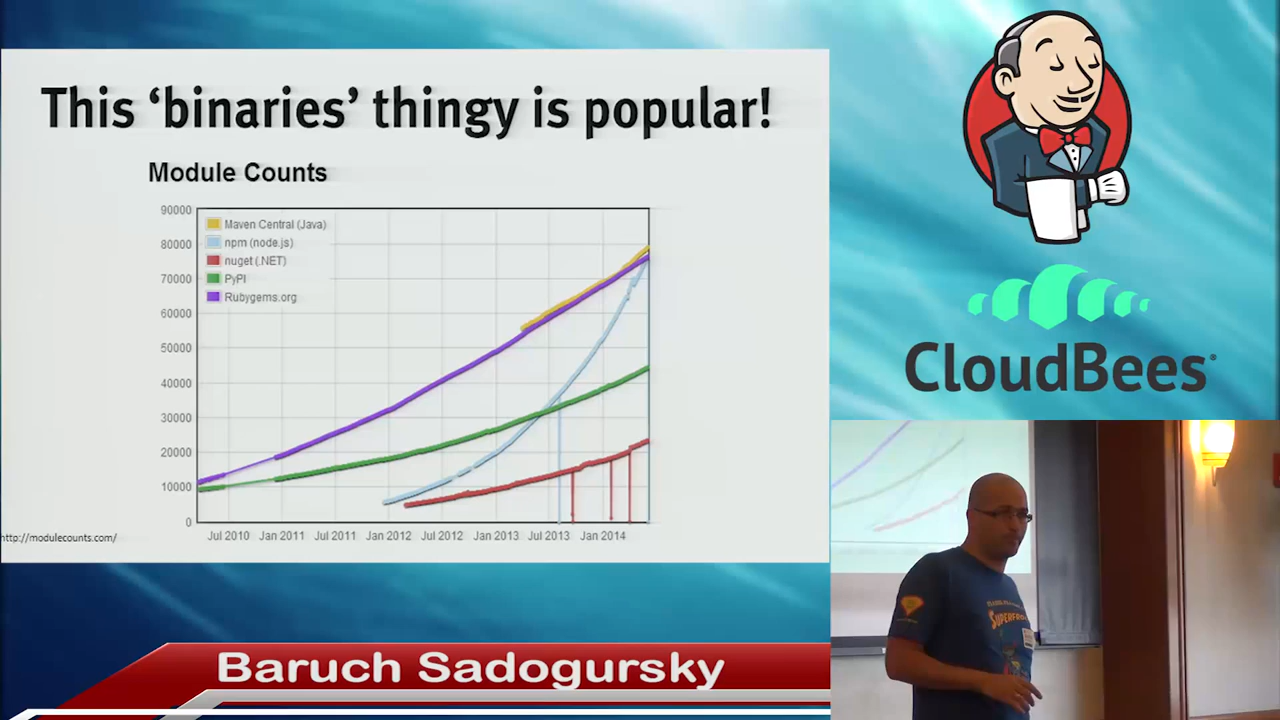 This ‘binaries’ thingy is popular!
Module Counts
90000
80000
70000
60000
50000
40000
30000
20000
10000
0
Maven Central (Java)
npm (node.js)
nuget (.NET)
PyPI
Rubygems.org
Jul 2010 Jan 2011 Jul 2011 Jan 2012 Jul 2012 Jan 2013 Jul 2013 Jan 2014
http://modulecounts.com/
CloudBees
Baruch Sadogursky